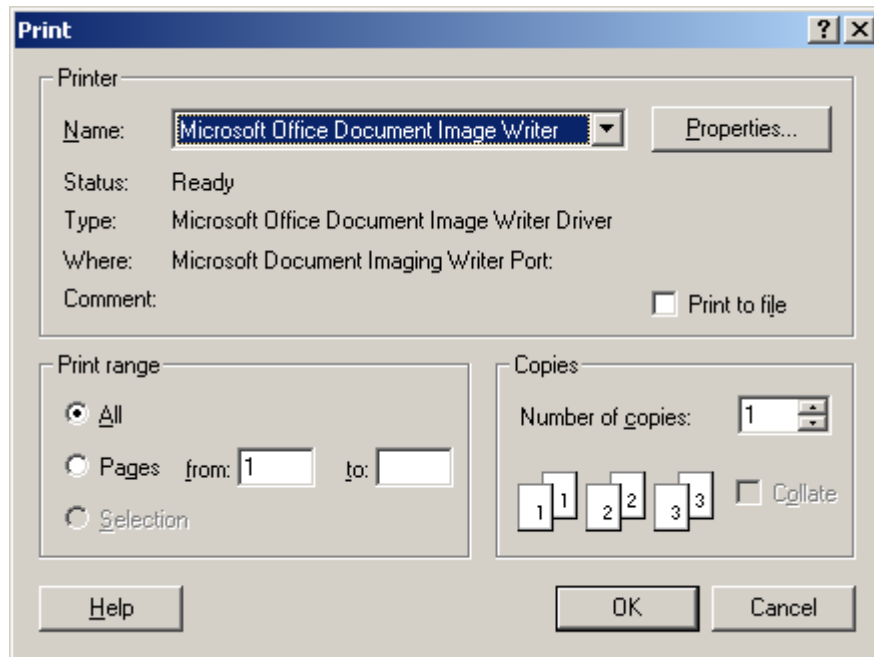 Print
Printer
Name: Microsoft Office Document Image Writer Properties...
Status: Ready
Type: Microsoft Office Document Image Writer Driver
Where: Microsoft Document Imaging Writer Port:
Comment: Print to file
Print range
All
Pages from: 1 to:
Selection
Copies
Number of copies: 1
1 1 2 2 3 3 Collate
Help OK Cancel